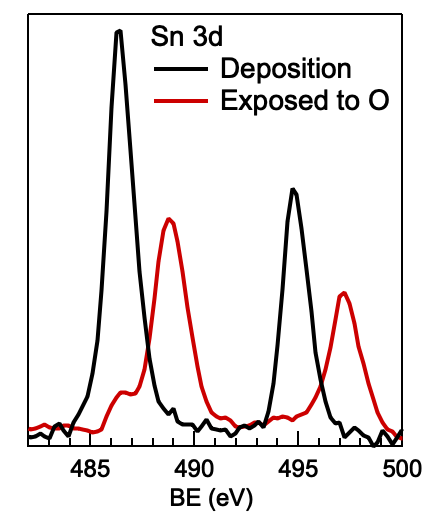 Sn 3d
Deposition
Exposed to O
485 490 495 500
BE (eV)